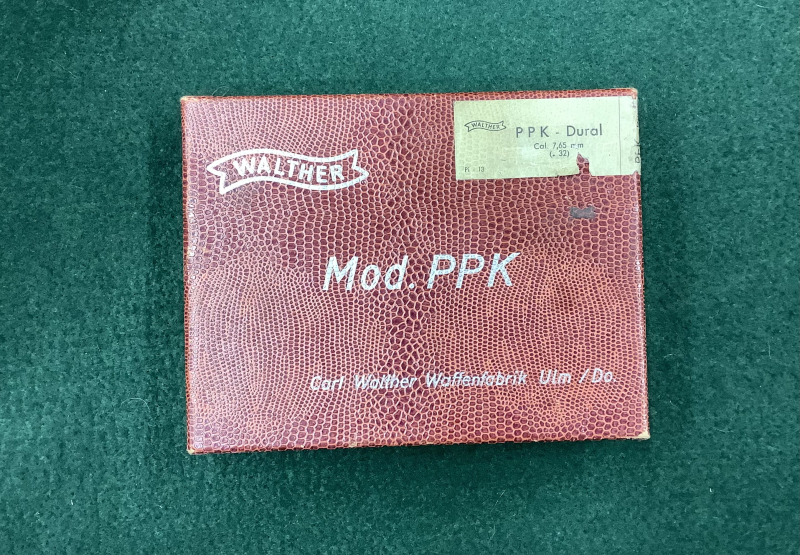 WALTHER
WALTHER
PPK - Dural
Cal. 7,65 mm
(.32)
Mod. PPK
Carl Walther Waffenfabrik Ulm / Do.